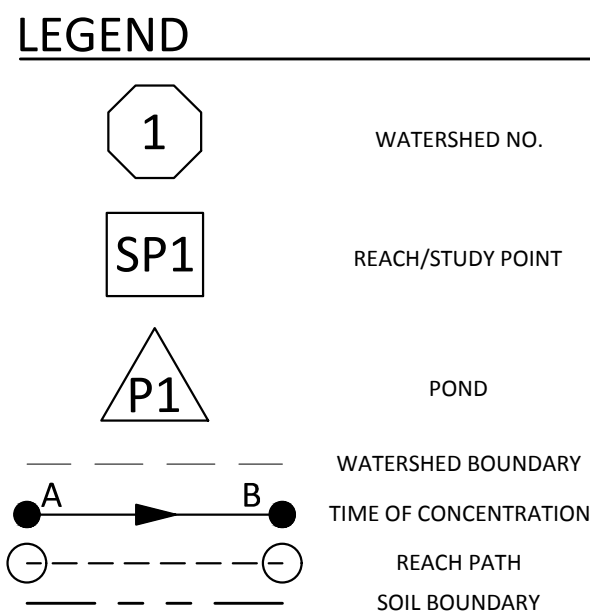 LEGEND
1 WATERSHED NO.
SP1 REACH/STUDY POINT
P1 POND
WATERSHED BOUNDARY
A B TIME OF CONCENTRATION
REACH PATH
SOIL BOUNDARY